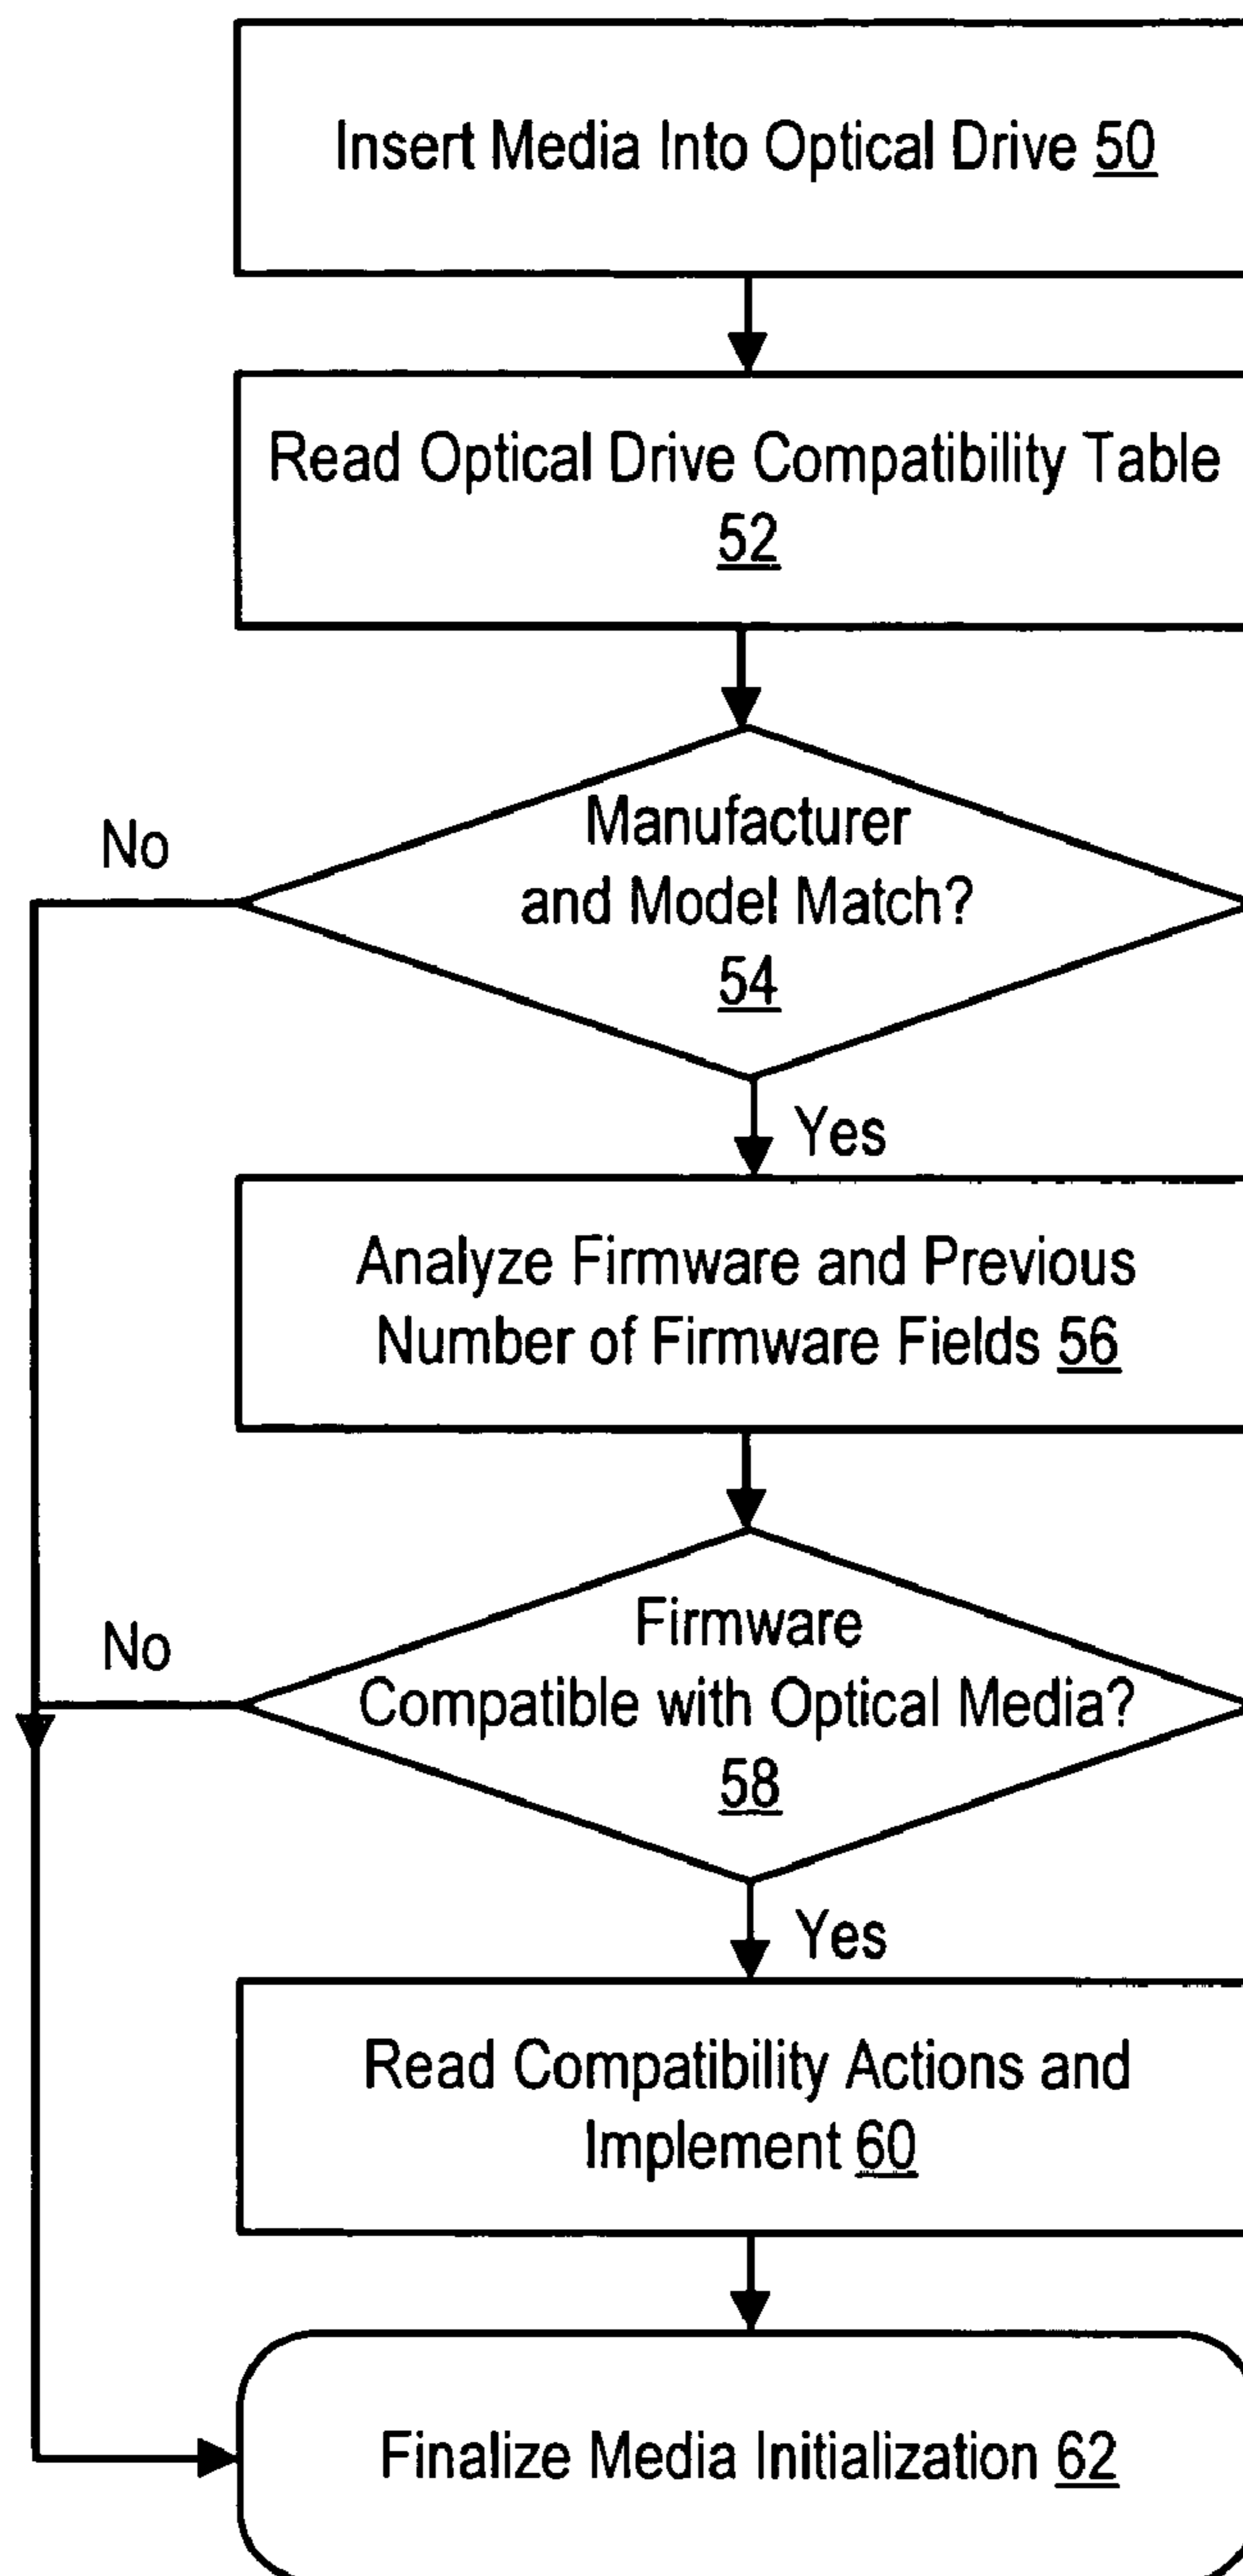 Insert Media Into Optical Drive 50
Read Optical Drive Compatibility Table
52
Manufacturer
and Model Match?
54
No
Yes
Analyze Firmware and Previous
Number of Firmware Fields 56
Firmware
Compatible with Optical Media?
58
No
Yes
Read Compatibility Actions and
Implement 60
Finalize Media Initialization 62